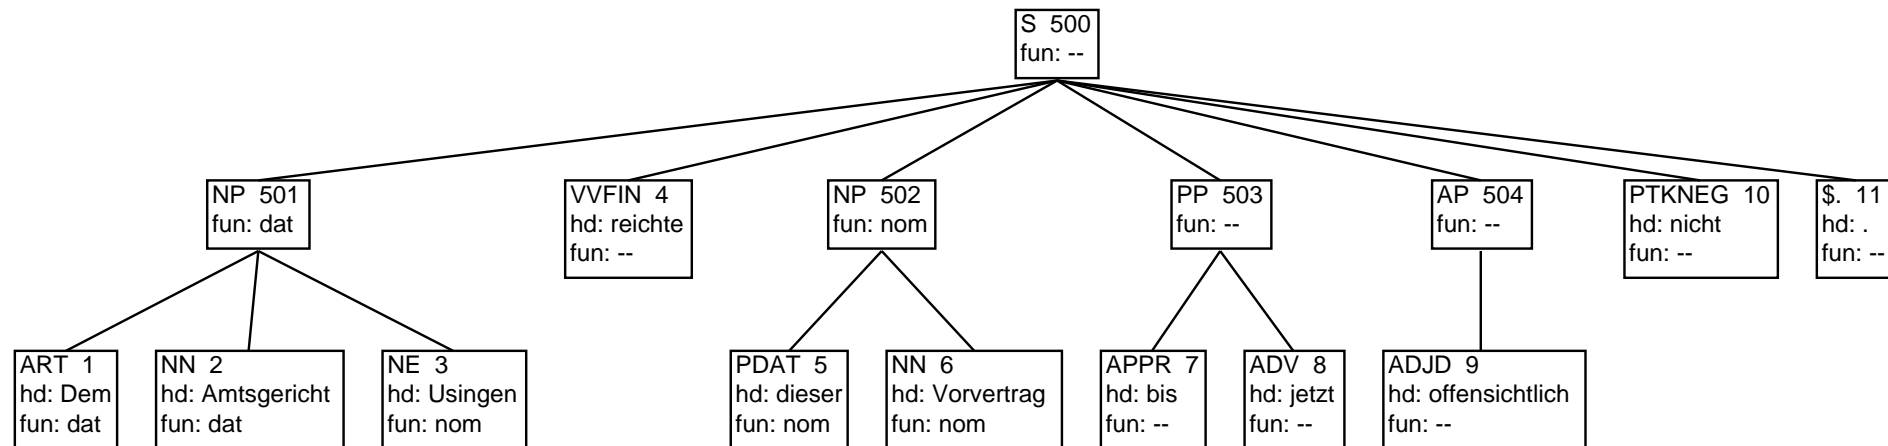 S 500
fun: --
NP 501
fun: dat
VVFIN 4
hd: reichte
fun: --
NP 502
fun: nom
PP 503
fun: --
AP 504
fun: --
PTKNEG 10
hd: nicht
fun: --
$. 11
hd: .
fun: --
ART 1
hd: Dem
fun: dat
NN 2
hd: Amtsgericht
fun: dat
NE 3
hd: Usingen
fun: nom
PDAT 5
hd: dieser
fun: nom
NN 6
hd: Vorvertrag
fun: nom
APPR 7
hd: bis
fun: --
ADV 8
hd: jetzt
fun: --
ADJD 9
hd: offensichtlich
fun: --